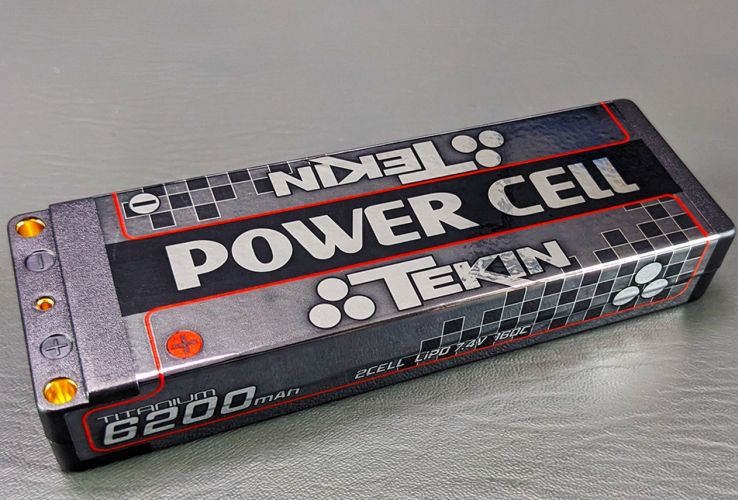 TEKIN
POWER CELL
TEKIN
2CELL LIPO 7.4V 160C
TITANIUM
6200mAh